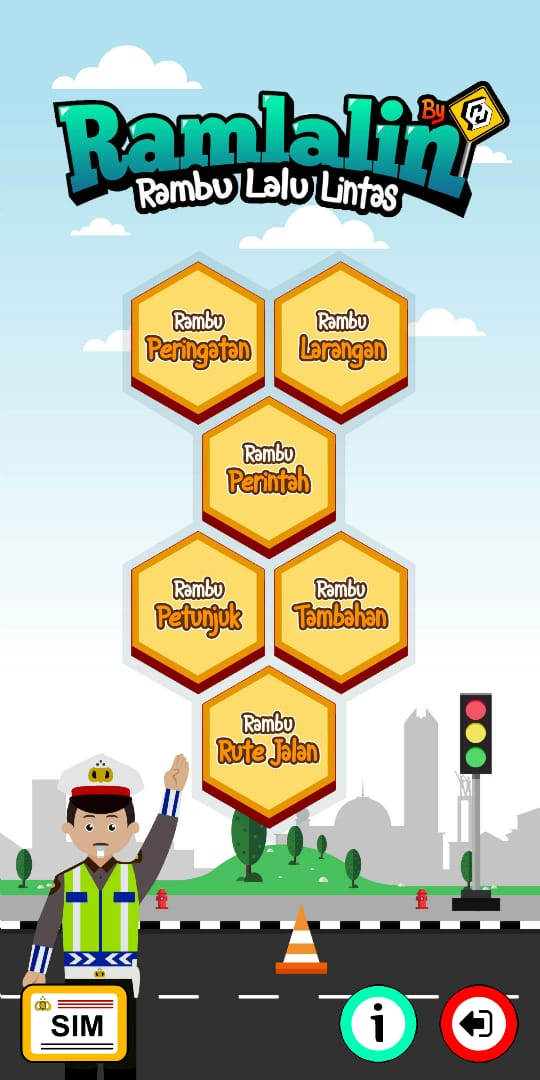 By
Ramlalin
Rambu Lalu Lintas
Rambu
Peringatan
Rambu
Larangan
Rambu
Perintah
Rambu
Petunjuk
Rambu
Tambahan
Rambu
Rute Jalan
SIM
i